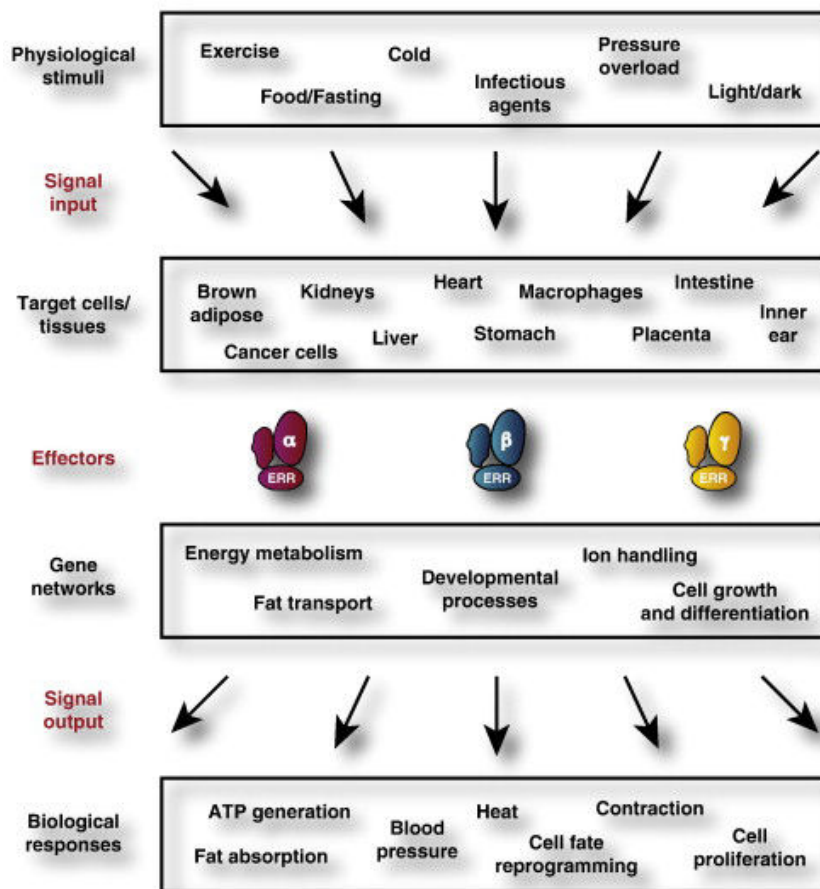 Physiological
stimuli
Exercise
Cold
Pressure
overload
Food/Fasting
Infectious
agents
Light/dark
Signal
input
Target cells/
tissues
Brown
adipose
Kidneys
Heart
Macrophages
Intestine
Cancer cells
Liver
Stomach
Placenta
Inner
ear
Effectors
α
ERR
β
ERR
γ
ERR
Gene
networks
Energy metabolism
Fat transport
Developmental
processes
Ion handling
Cell growth
and differentiation
Signal
output
Biological
responses
ATP generation
Heat
Contraction
Fat absorption
Blood
pressure
Cell fate
reprogramming
Cell
proliferation